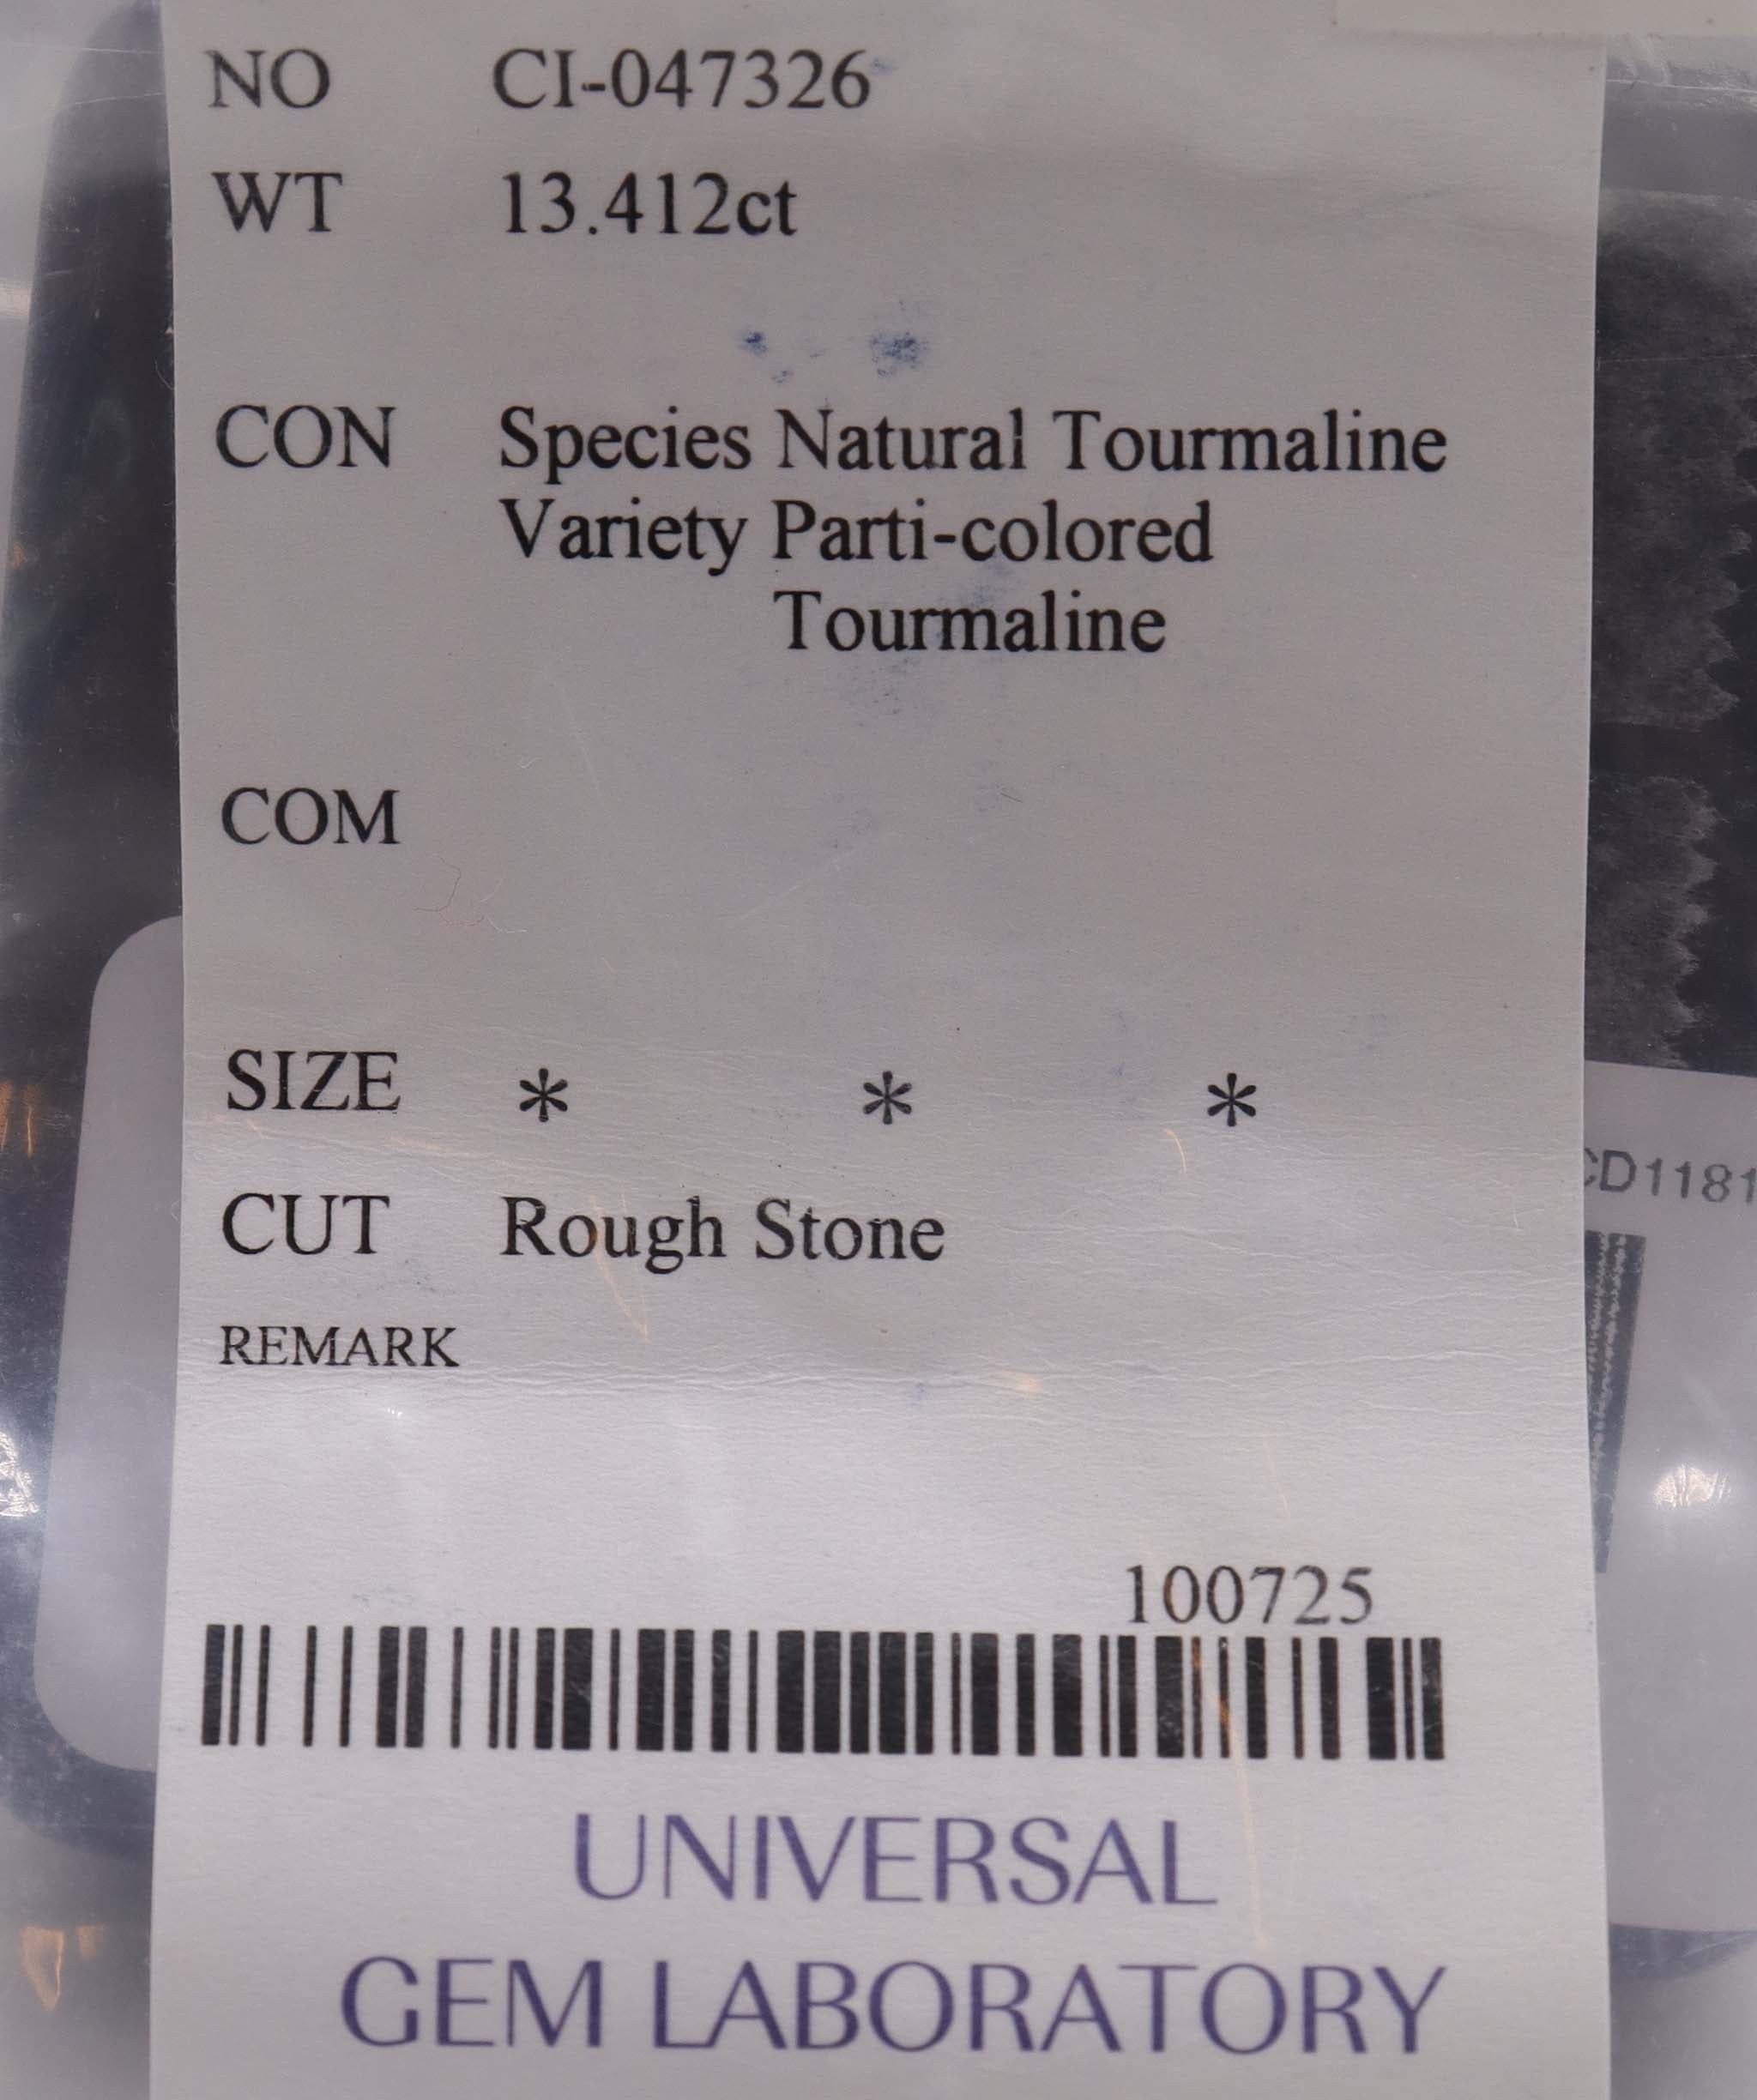 NO CI-047326
WT 13.412ct
CON Species Natural Tourmaline
Variety Parti-colored
Tourmaline
COM
SIZE * * *
CD1181
CUT Rough Stone
REMARK
100725
UNIVERSAL
GEM LABORATORY